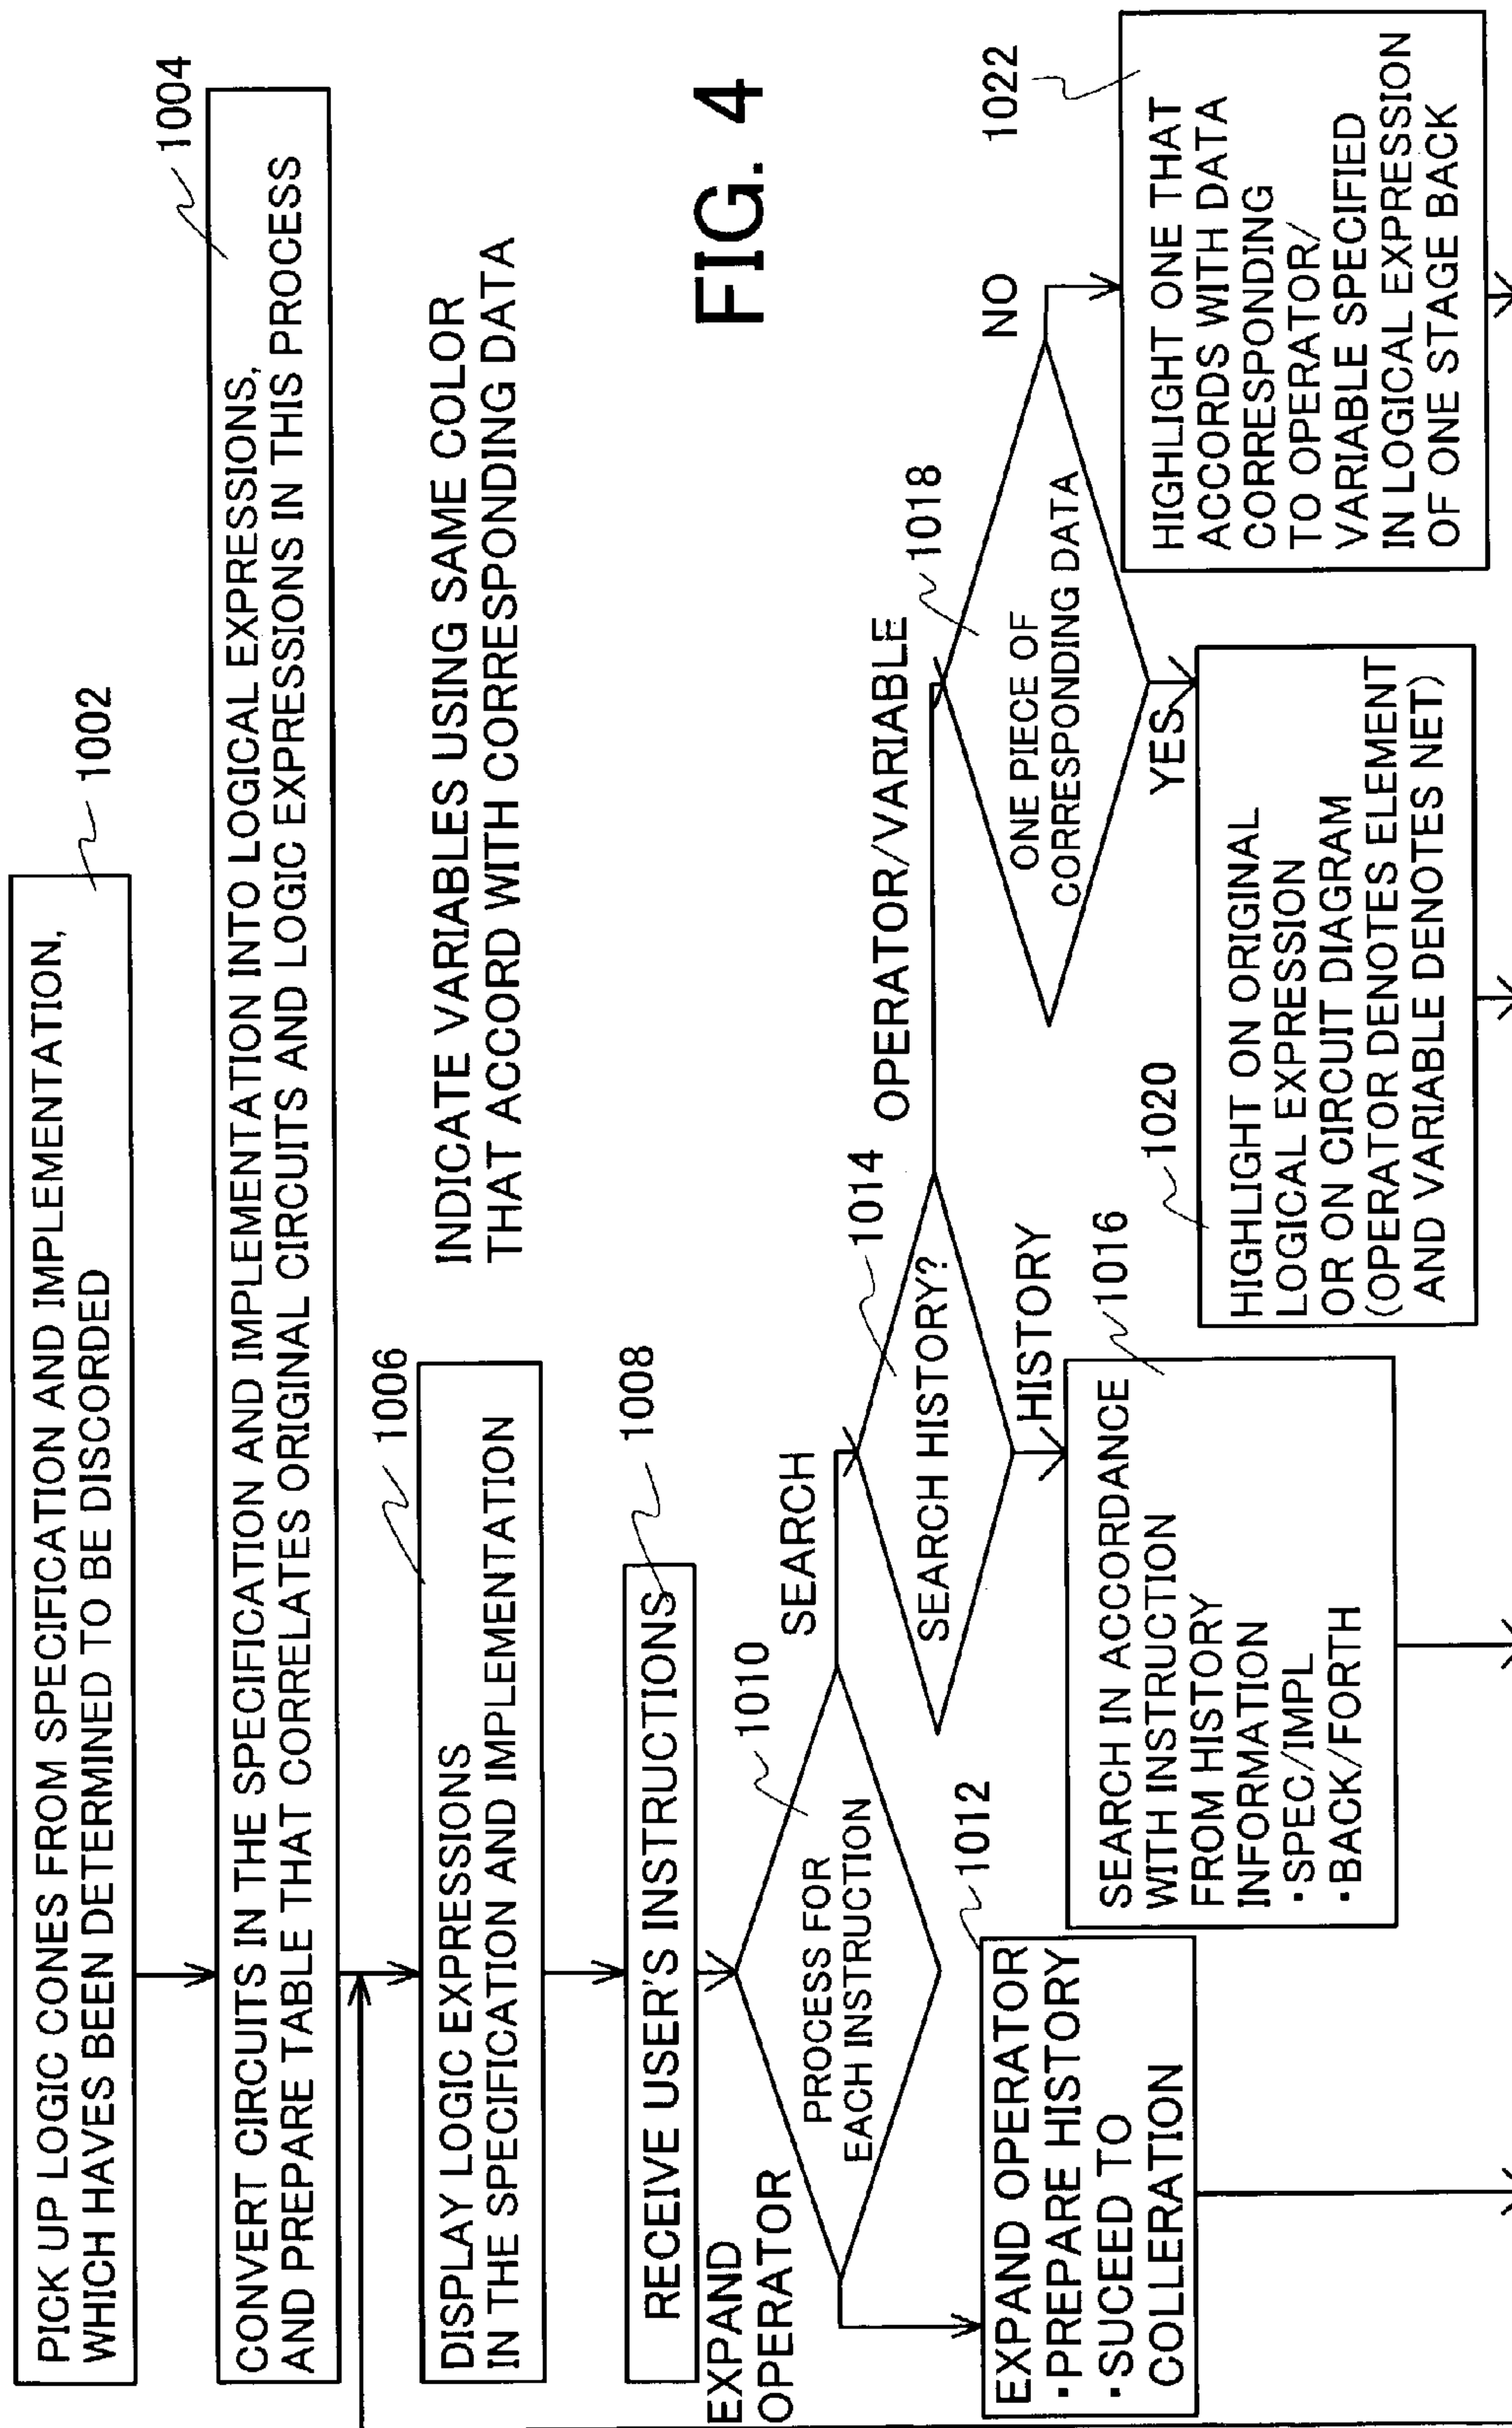 PICK UP LOGIC CONES FROM SPECIFICATION AND IMPLEMENTATION,
WHICH HAVES BEEN DETERMINED TO BE DISCORDED
1002
CONVERT CIRCUITS IN THE SPECIFICATION AND IMPLEMENTATION INTO LOGICAL EXPRESSIONS,
AND PREPARE TABLE THAT CORRELATES ORIGINAL CIRCUITS AND LOGIC EXPRESSIONS IN THIS PROCESS
1004
DISPLAY LOGIC EXPRESSIONS
IN THE SPECIFICATION AND IMPLEMENTATION
1006
INDICATE VARIABLES USING SAME COLOR
THAT ACCORD WITH CORRESPONDING DATA
RECEIVE USER'S INSTRUCTIONS
1008
FIG. 4
EXPAND
OPERATOR
PROCESS FOR
EACH INSTRUCTION
1010
SEARCH
SEARCH HISTORY?
1014
OPERATOR/VARIABLE
ONE PIECE OF
CORRESPONDING DATA
1018
NO
EXPAND OPERATOR
・PREPARE HISTORY
・SUCEED TO
COLLERATION
1012
HISTORY
SEARCH IN ACCORDANCE
WITH INSTRUCTION
FROM HISTORY
INFORMATION
・SPEC/IMPL
・BACK/FORTH
1016
YES
HIGHLIGHT ON ORIGINAL
LOGICAL EXPRESSION
OR ON CIRCUIT DIAGRAM
(OPERATOR DENOTES ELEMENT
AND VARIABLE DENOTES NET)
1020
HIGHLIGHT ONE THAT
ACCORDS WITH DATA
CORRESPONDING
TO OPERATOR/
VARIABLE SPECIFIED
IN LOGICAL EXPRESSION
OF ONE STAGE BACK
1022